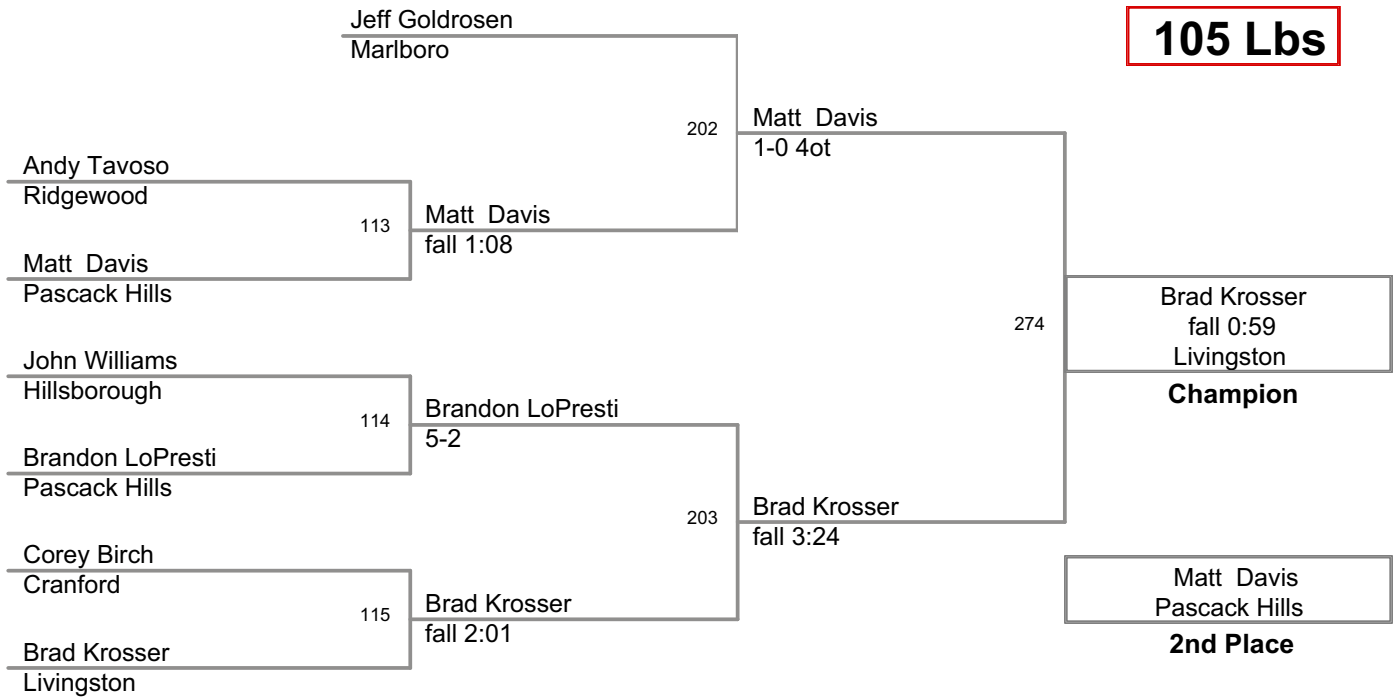 Jeff Goldrosen
Marlboro
105 Lbs
202
Matt Davis
1-0 4ot
Andy Tavoso
Ridgewood
113
Matt Davis
fall 1:08
Matt Davis
Pascack Hills
274
Brad Krosser
fall 0:59
Livingston
Champion
John Williams
Hillsborough
114
Brandon LoPresti
5-2
Brandon LoPresti
Pascack Hills
203
Brad Krosser
fall 3:24
Corey Birch
Cranford
115
Brad Krosser
fall 2:01
Brad Krosser
Livingston
Matt Davis
Pascack Hills
2nd Place